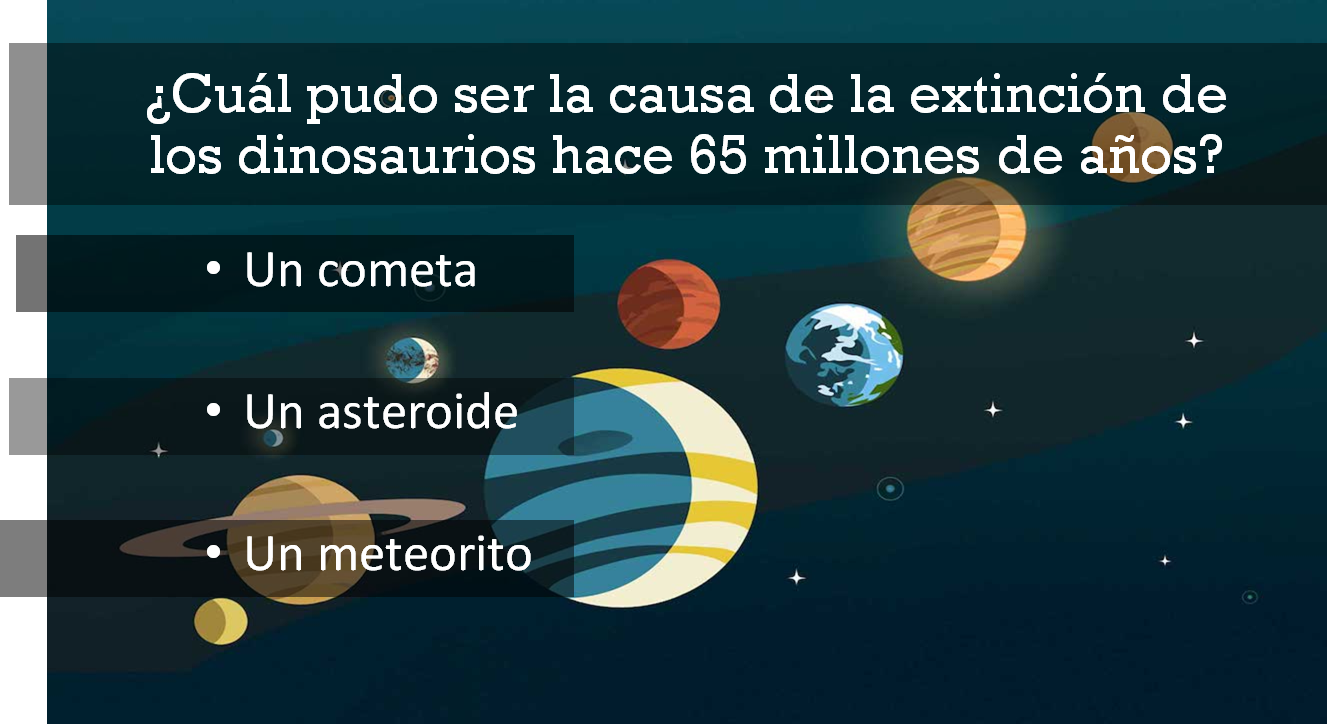 ¿Cuál pudo ser la causa de la extinción de
los dinosaurios hace 65 millones de años?
• Un cometa
• Un asteroide
• Un meteorito